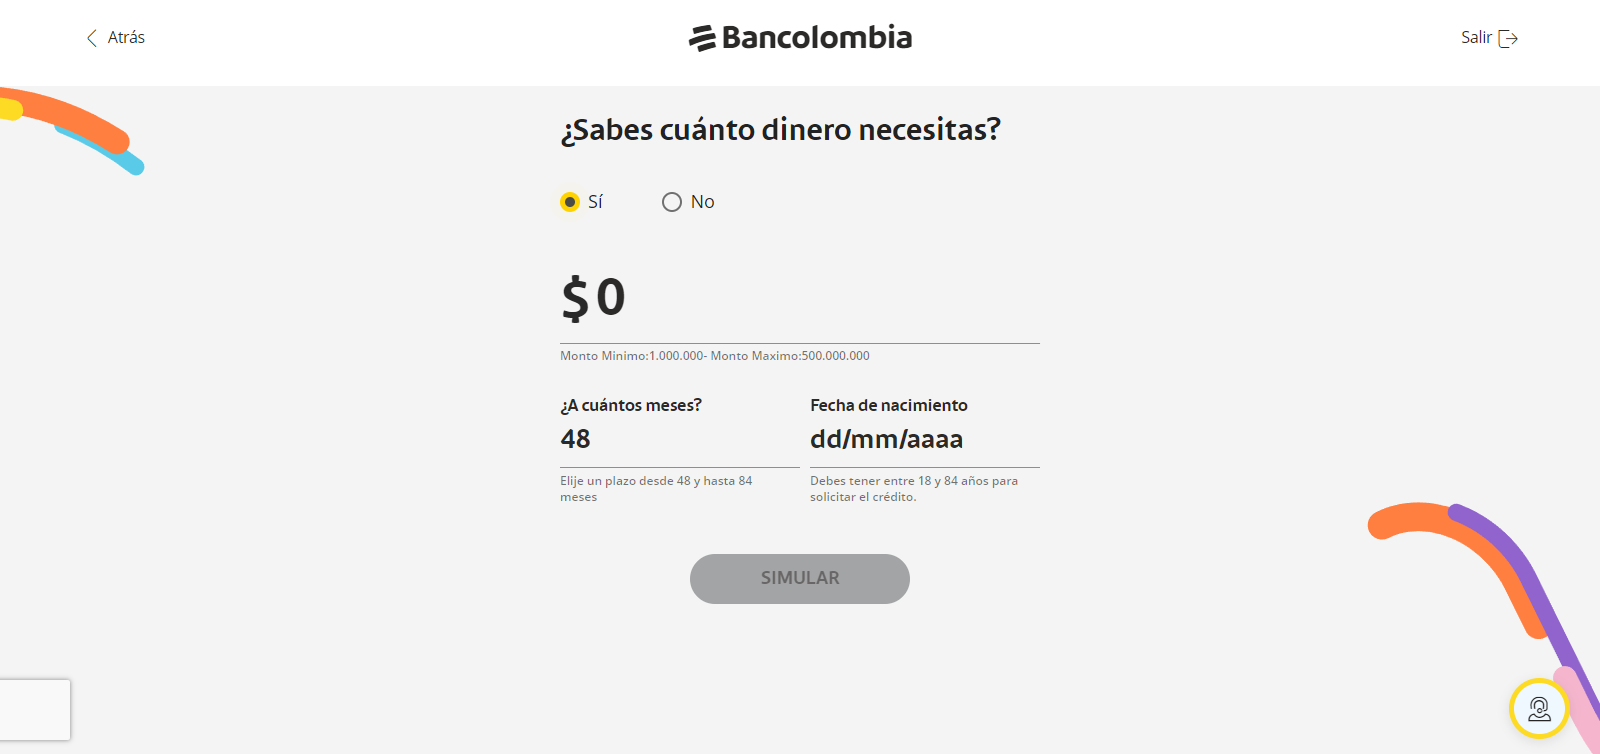 Atrás
Bancolombia
Salir
¿Sabes cuánto dinero necesitas?
Sí
No
$ 0
Monto Minimo:1.000.000- Monto Maximo:500.000.000
¿A cuántos meses?
48
Elije un plazo desde 48 y hasta 84
meses
Fecha de nacimiento
dd/mm/aaaa
Debes tener entre 18 y 84 años para
solicitar el crédito.
SIMULAR